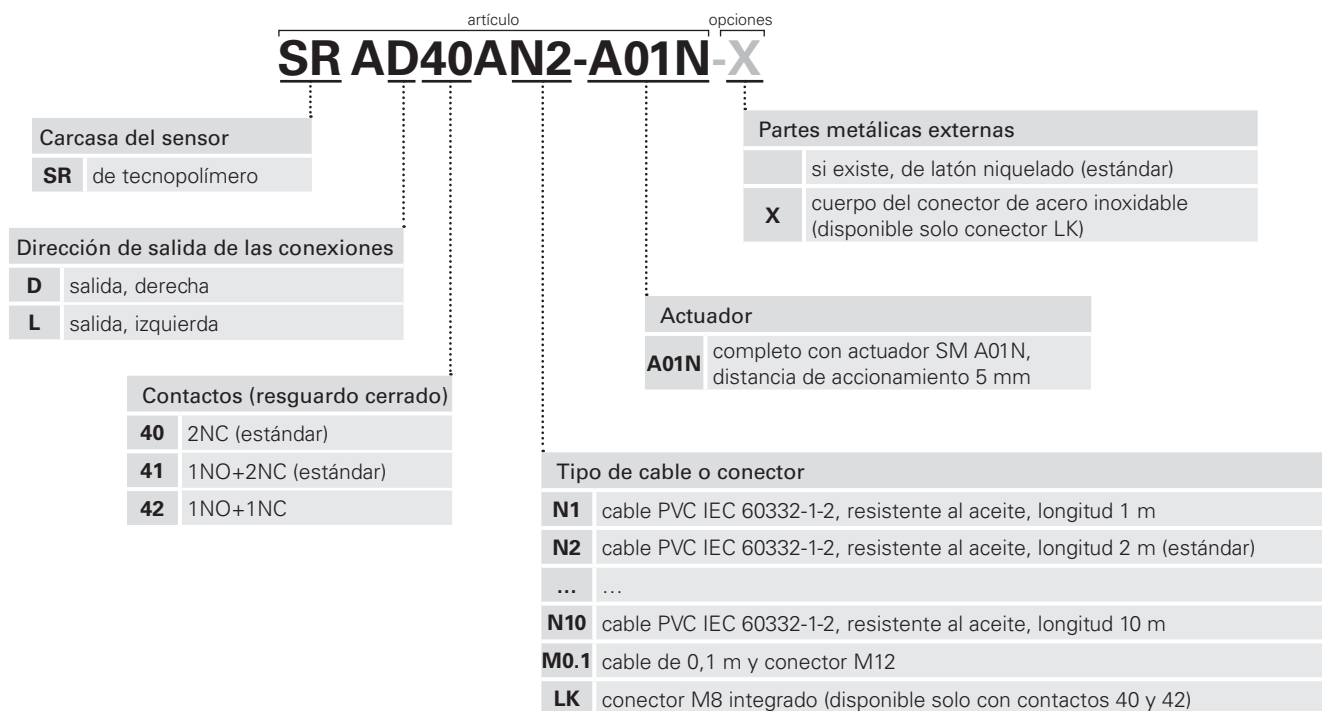 artículo
opciones
SR AD40AN2-A01N-X
Carcasa del sensor
SR de tecnopolímero
Dirección de salida de las conexiones
D salida, derecha
L salida, izquierda
Contactos (resguardo cerrado)
40 2NC (estándar)
41 1NO+2NC (estándar)
42 1NO+1NC
Partes metálicas externas
si existe, de latón niquelado (estándar)
X cuerpo del conector de acero inoxidable
(disponible solo conector LK)
Actuador
A01N completo con actuador SM A01N,
distancia de accionamiento 5 mm
Tipo de cable o conector
N1 cable PVC IEC 60332-1-2, resistente al aceite, longitud 1 m
N2 cable PVC IEC 60332-1-2, resistente al aceite, longitud 2 m (estándar)
... ...
N10 cable PVC IEC 60332-1-2, resistente al aceite, longitud 10 m
M0.1 cable de 0,1 m y conector M12
LK conector M8 integrado (disponible solo con contactos 40 y 42)